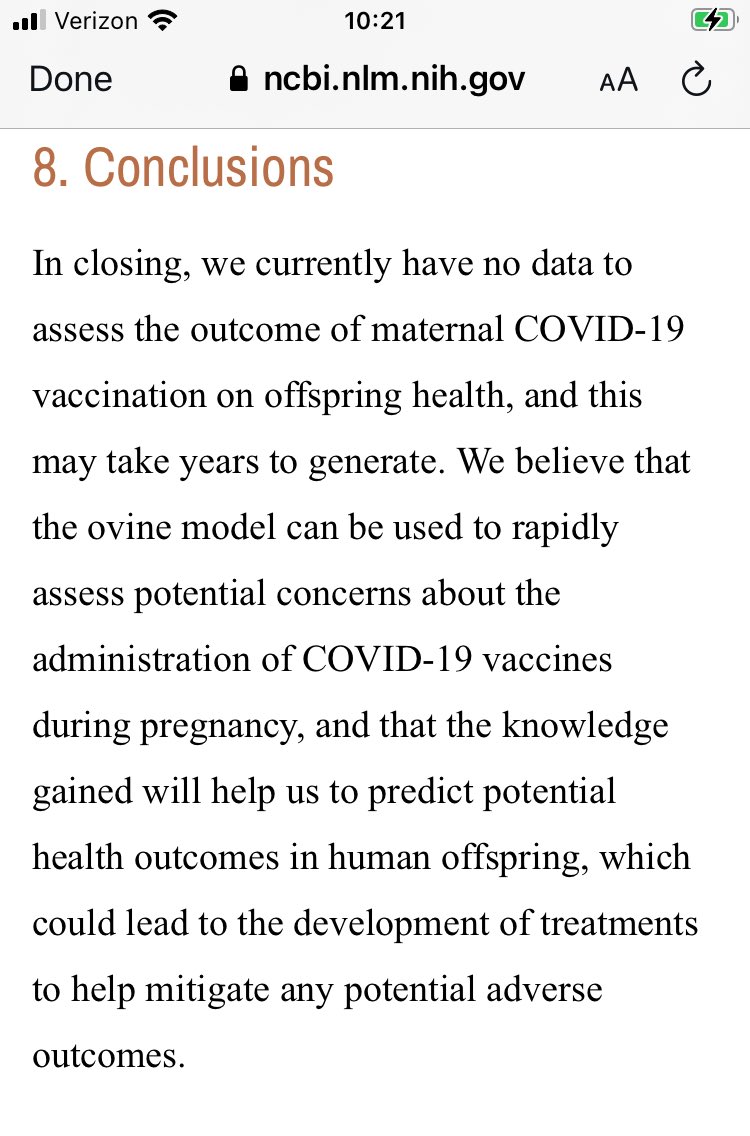 Verizon 10:21
Done ncbi.nlm.nih.gov AA
8. Conclusions
In closing, we currently have no data to
assess the outcome of maternal COVID-19
vaccination on offspring health, and this
may take years to generate. We believe that
the ovine model can be used to rapidly
assess potential concerns about the
administration of COVID-19 vaccines
during pregnancy, and that the knowledge
gained will help us to predict potential
health outcomes in human offspring, which
could lead to the development of treatments
to help mitigate any potential adverse
outcomes.